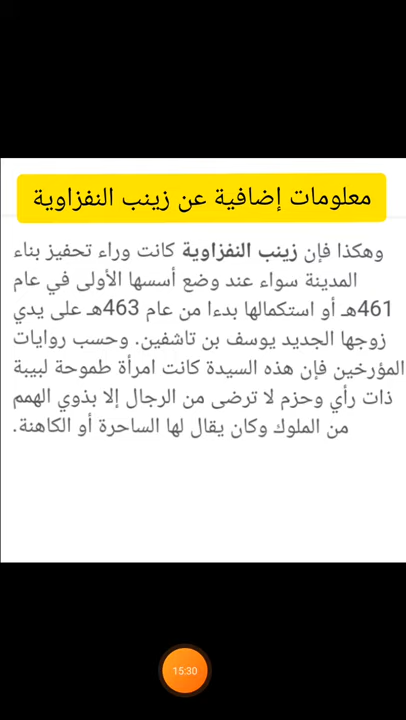 معلومات إضافية عن زينب النفزاوية
وهكذا فإن زينب النفزاوية كانت وراء تحفيز بناء
المدينة سواء عند وضع أسسها الأولى في عام
461هـ أو استكمالها بدءا من عام 463هـ على يدي
زوجها الجديد يوسف بن تاشفين. وحسب روايات
المؤرخين فإن هذه السيدة كانت امرأة طموحة لبيبة
ذات رأي وحزم لا ترضى من الرجال إلا بذوي الهمم
من الملوك وكان يقال لها الساحرة أو الكاهنة.
15:30